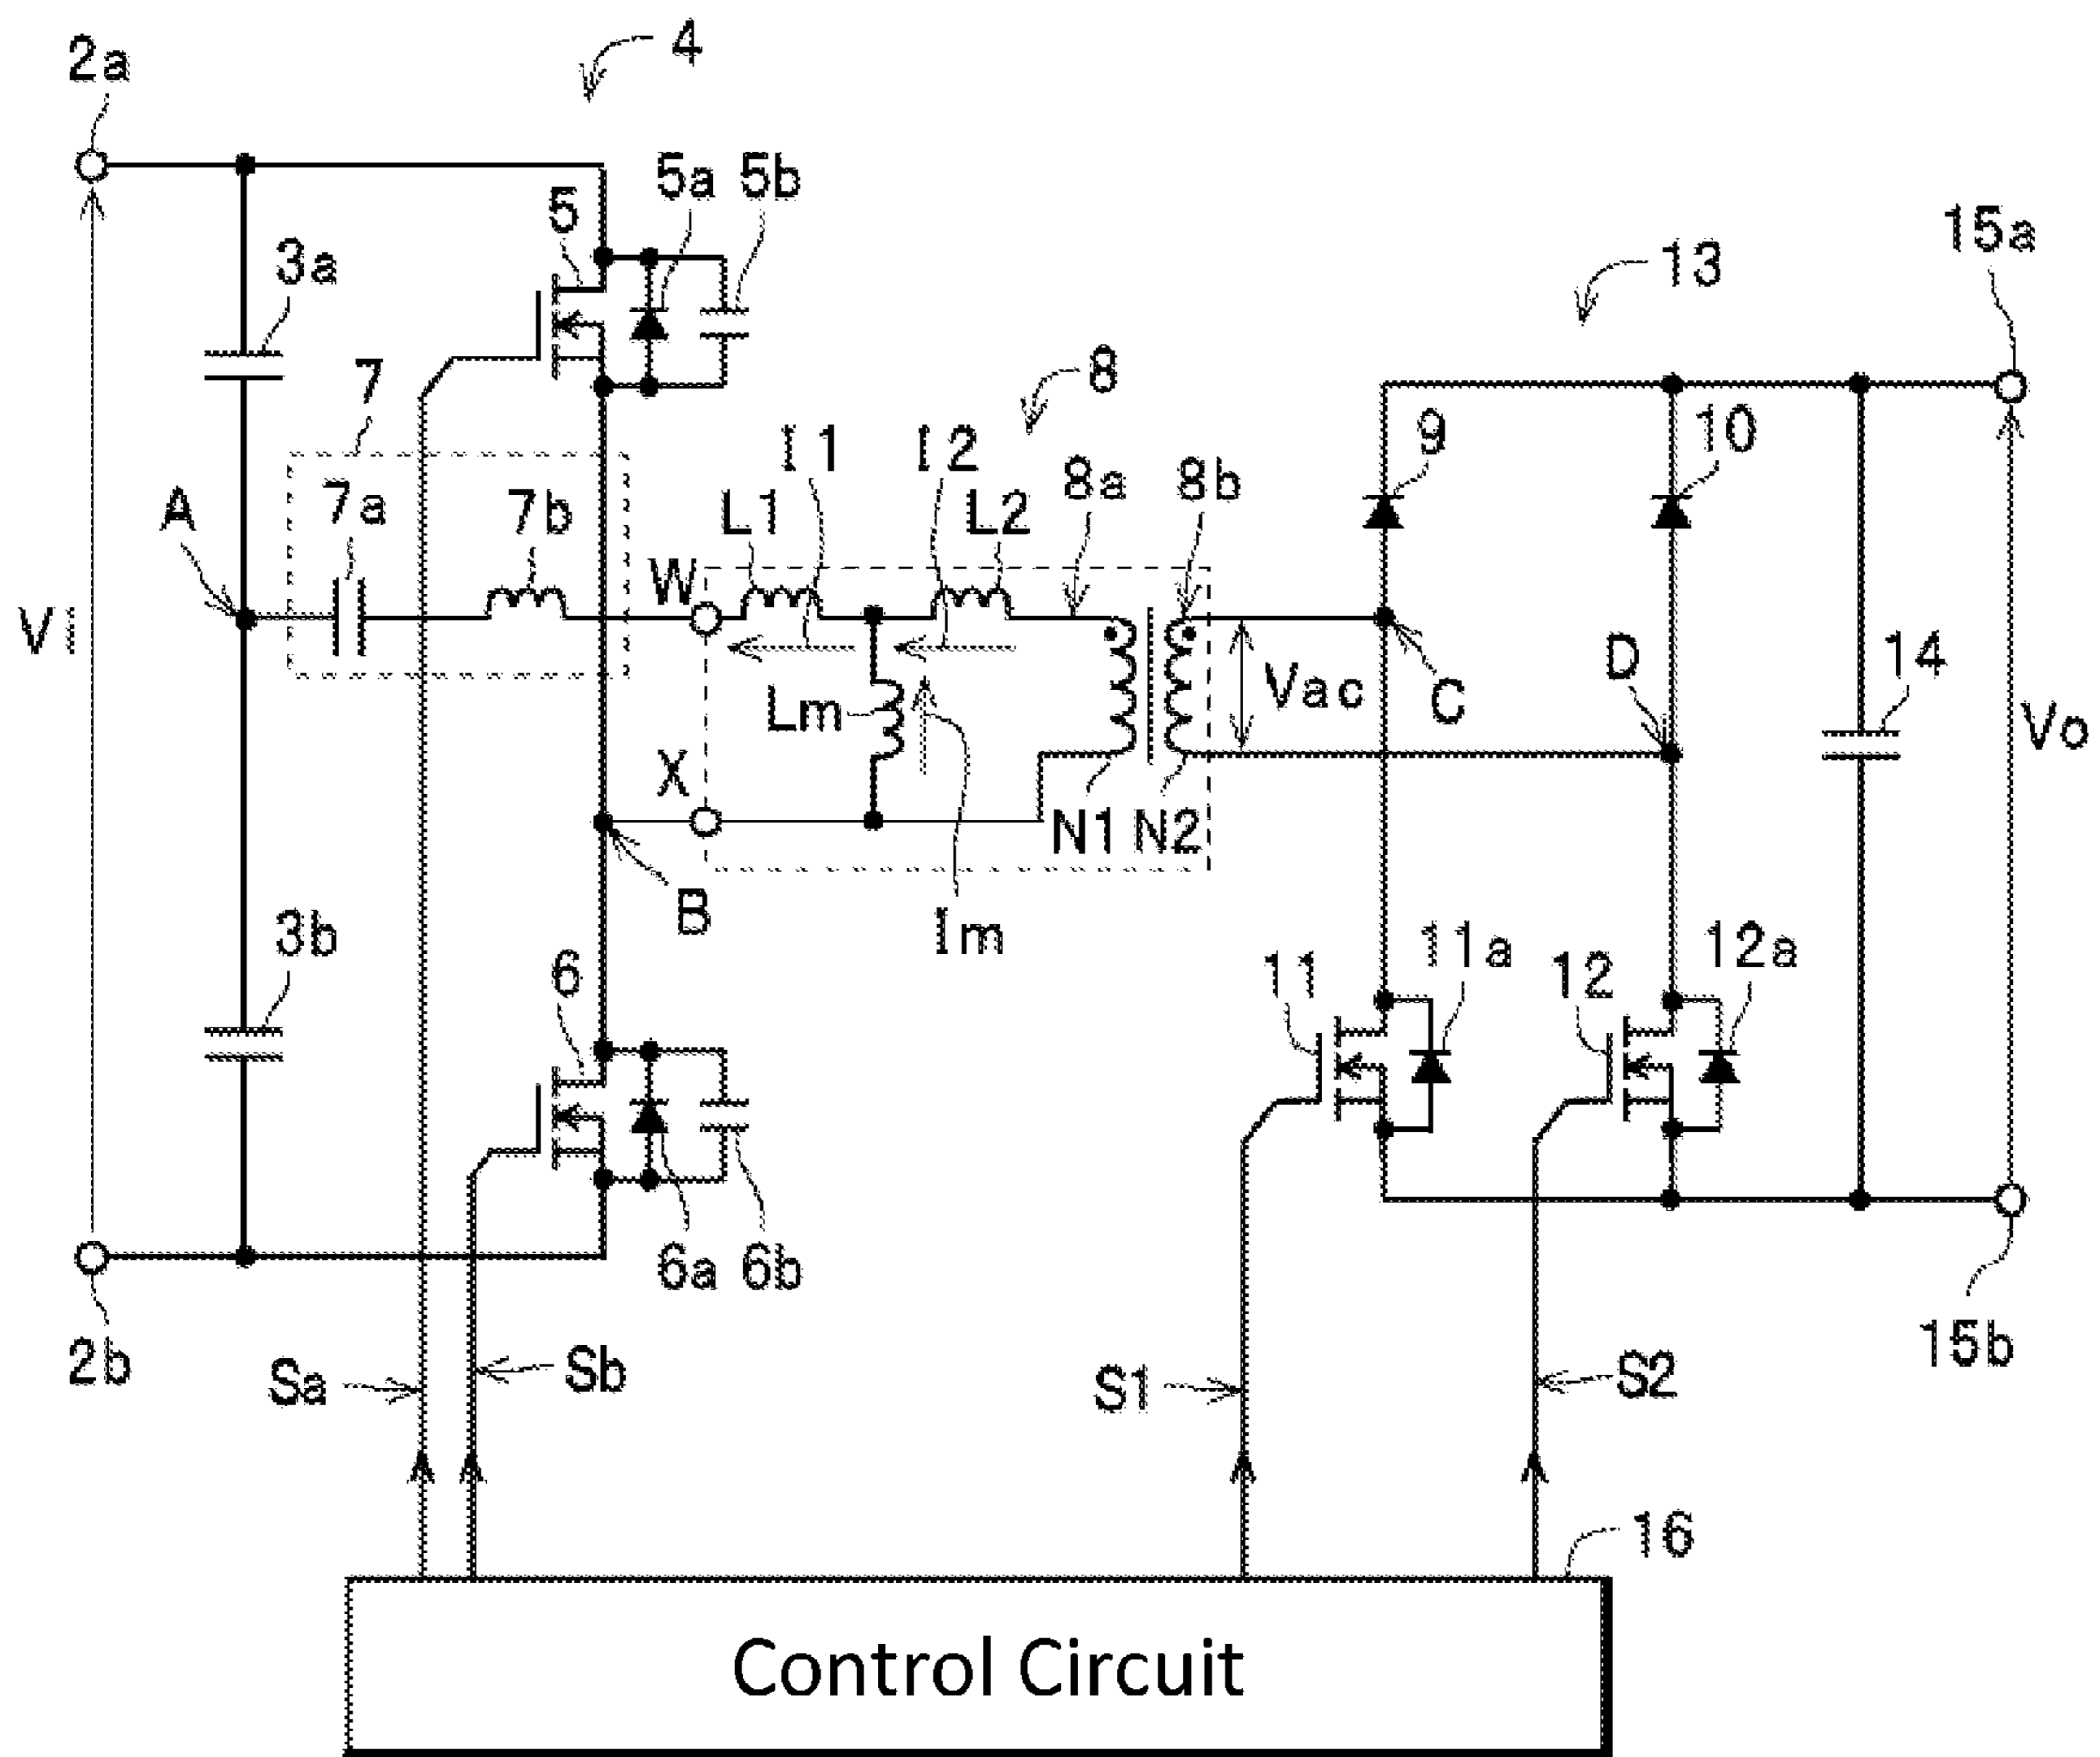 4
2a
5a 5b
5
15a
3a
13
7
8
9
10
I1 I2
8a 8b
A
7a
7b
L1
L2
W
Vi
D
14
Lm
Vac
C
Vo
X
N1 N2
B
Im
3b
6
11
11a
12
12a
6a 6b
2b
15b
Sa
Sb
S1
S2
16
Control Circuit